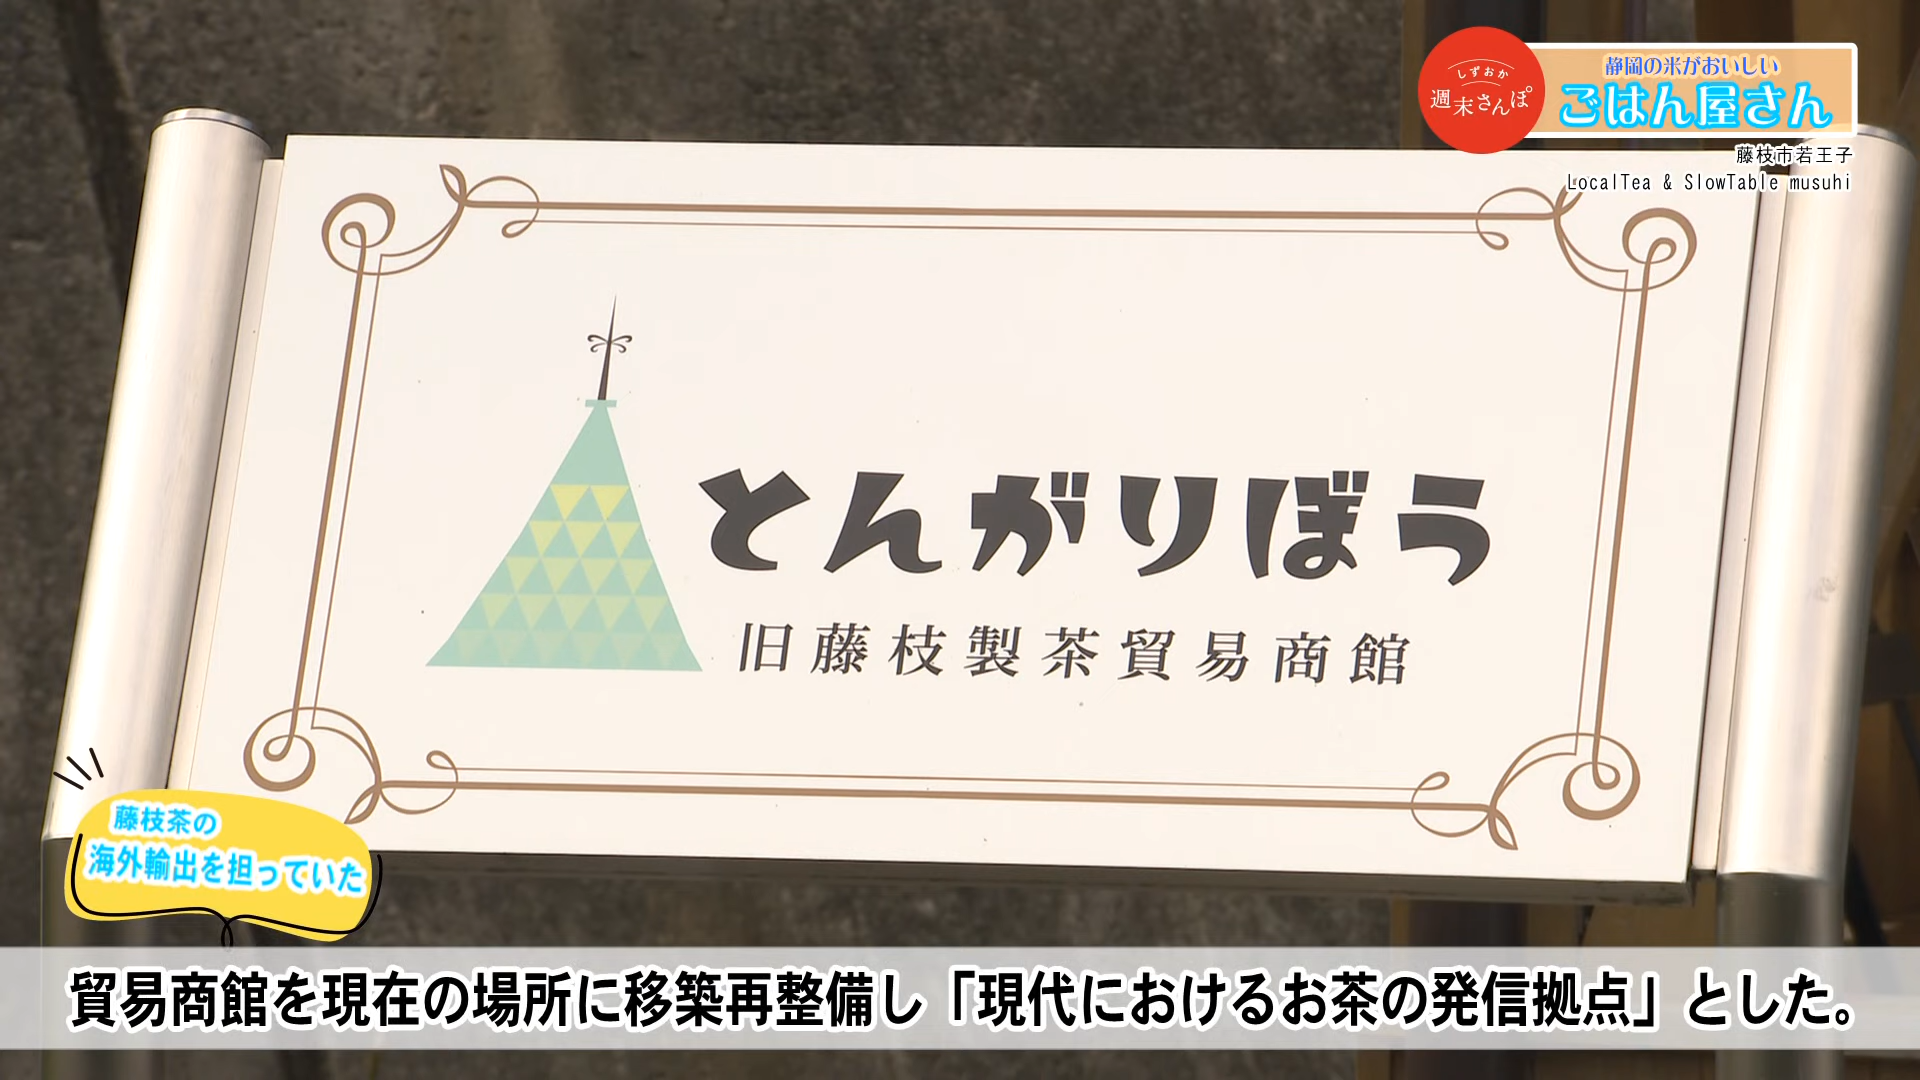 しずおか
週末さんぽ
静岡の米がおいしい
ごはん屋さん
藤枝市若王子
LocalTea & SlowTable musuhi
とんがりぼう
旧藤枝製茶貿易商館
藤枝茶の
海外輸出を担っていた
貿易商館を現在の場所に移築再整備し「現代におけるお茶の発信拠点」とした。